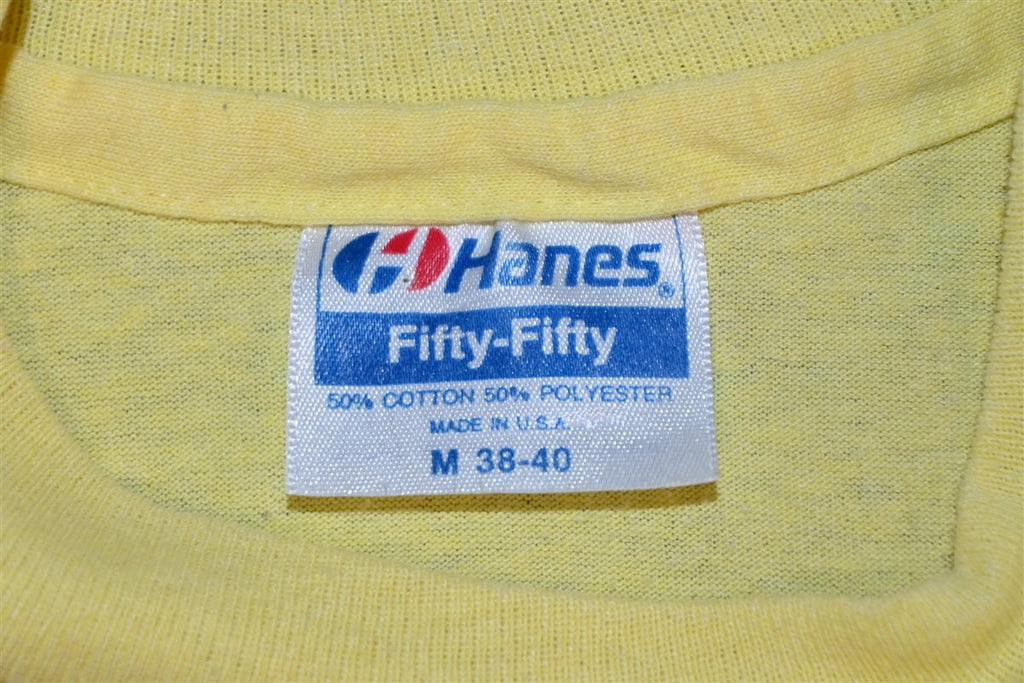 Hanes®
Fifty-Fifty
50% COTTON 50% POLYESTER
MADE IN U.S.A.
M 38-40